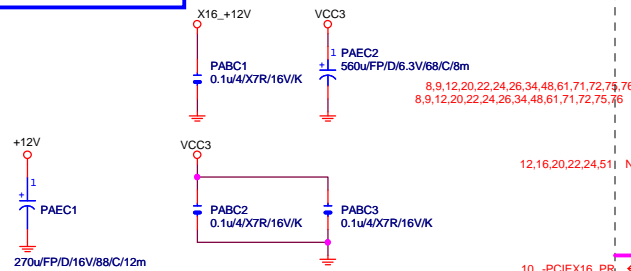 X16_+12V
VCC3
1
PAEC2
560u/FP/D/6.3V/68/C/8m
+
PABC1
0.1u/4/X7R/16V/K
8,9,12,20,22,24,26,34,48,61,71,72,75,76
8,9,12,20,22,24,26,34,48,61,71,72,75,76
+12V
VCC3
12,16,20,22,24,51
N
1
+
PAEC1
PABC2
0.1u/4/X7R/16V/K
PABC3
0.1u/4/X7R/16V/K
270u/FP/D/16V/88/C/12m
10 -PCIEX16_PR